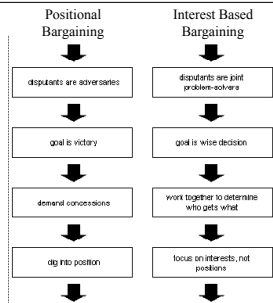 Positional
Bargaining
disputants are adversaries
goal is victory
demand concessions
dig into position
Interest Based
Bargaining
disputants are joint
problem-solvers
goal is wise decision
work together to determine
who gets what
focus on interests, not
positions